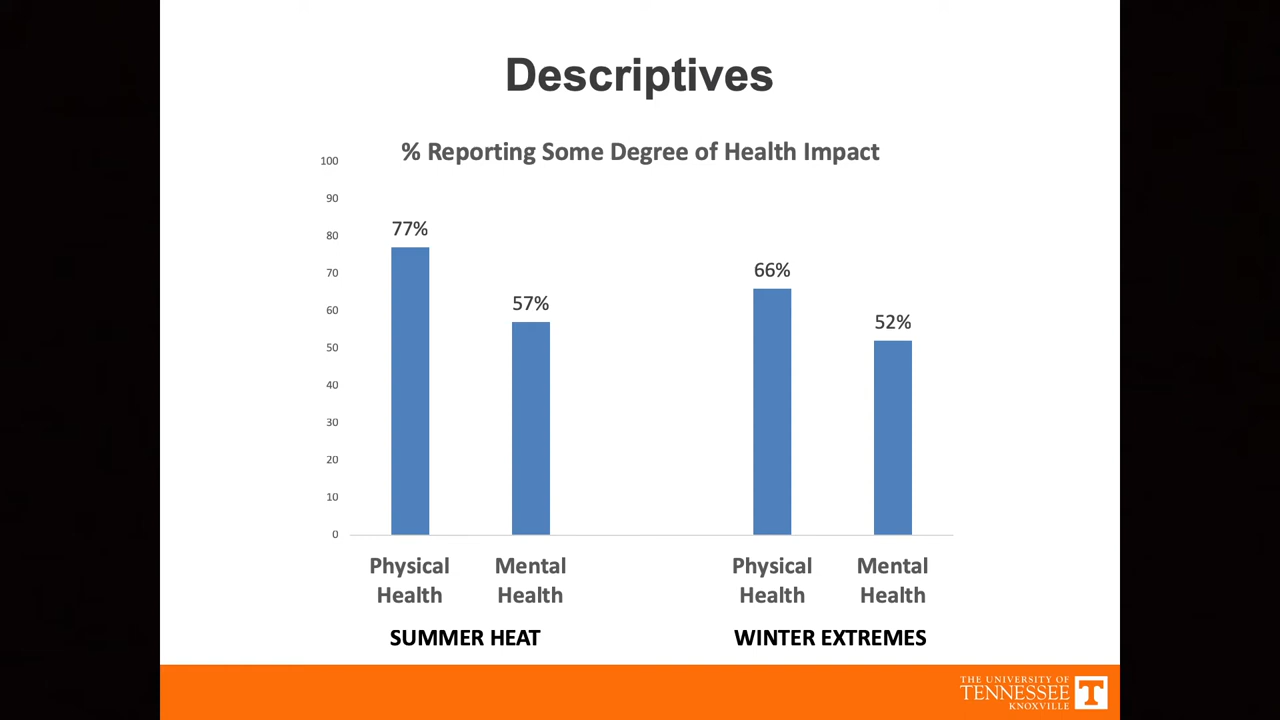 Descriptives
% Reporting Some Degree of Health Impact
100
90
80
70
60
50
40
30
20
10
0
77%
57%
66%
52%
Physical
Health
Mental
Health
Physical
Health
Mental
Health
SUMMER HEAT
WINTER EXTREMES
THE UNIVERSITY OF
TENNESSEE
KNOXVILLE
T